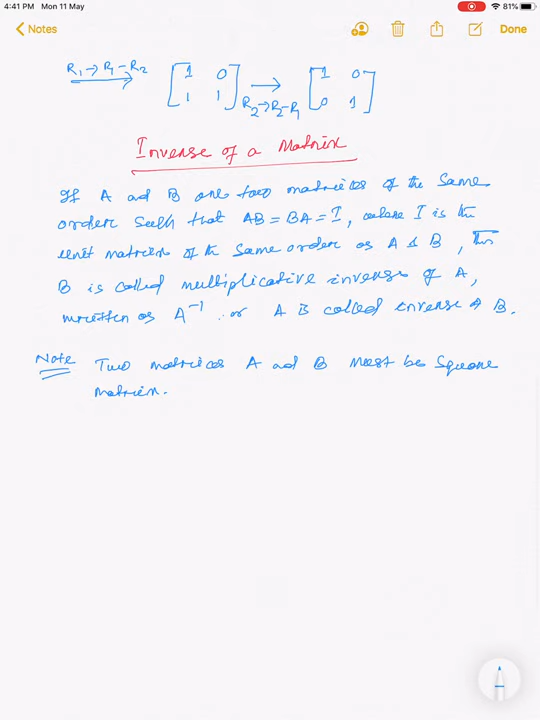 4:41 PM Mon 11 May 81%
Notes Done
R₁→R₁−R₂ [1 0
1 1] → R₂→R₂−R₁ [1 0
0 1]
Inverse of a Matrix
If A and B are two matrices of the same
order such that AB = BA = I, where I is the
unit matrix of the same order as A & B, then
B is called multiplicative inverse of A,
written as A⁻¹ or A is called inverse of B.
Note Two matrices A and B must be square
matrix.